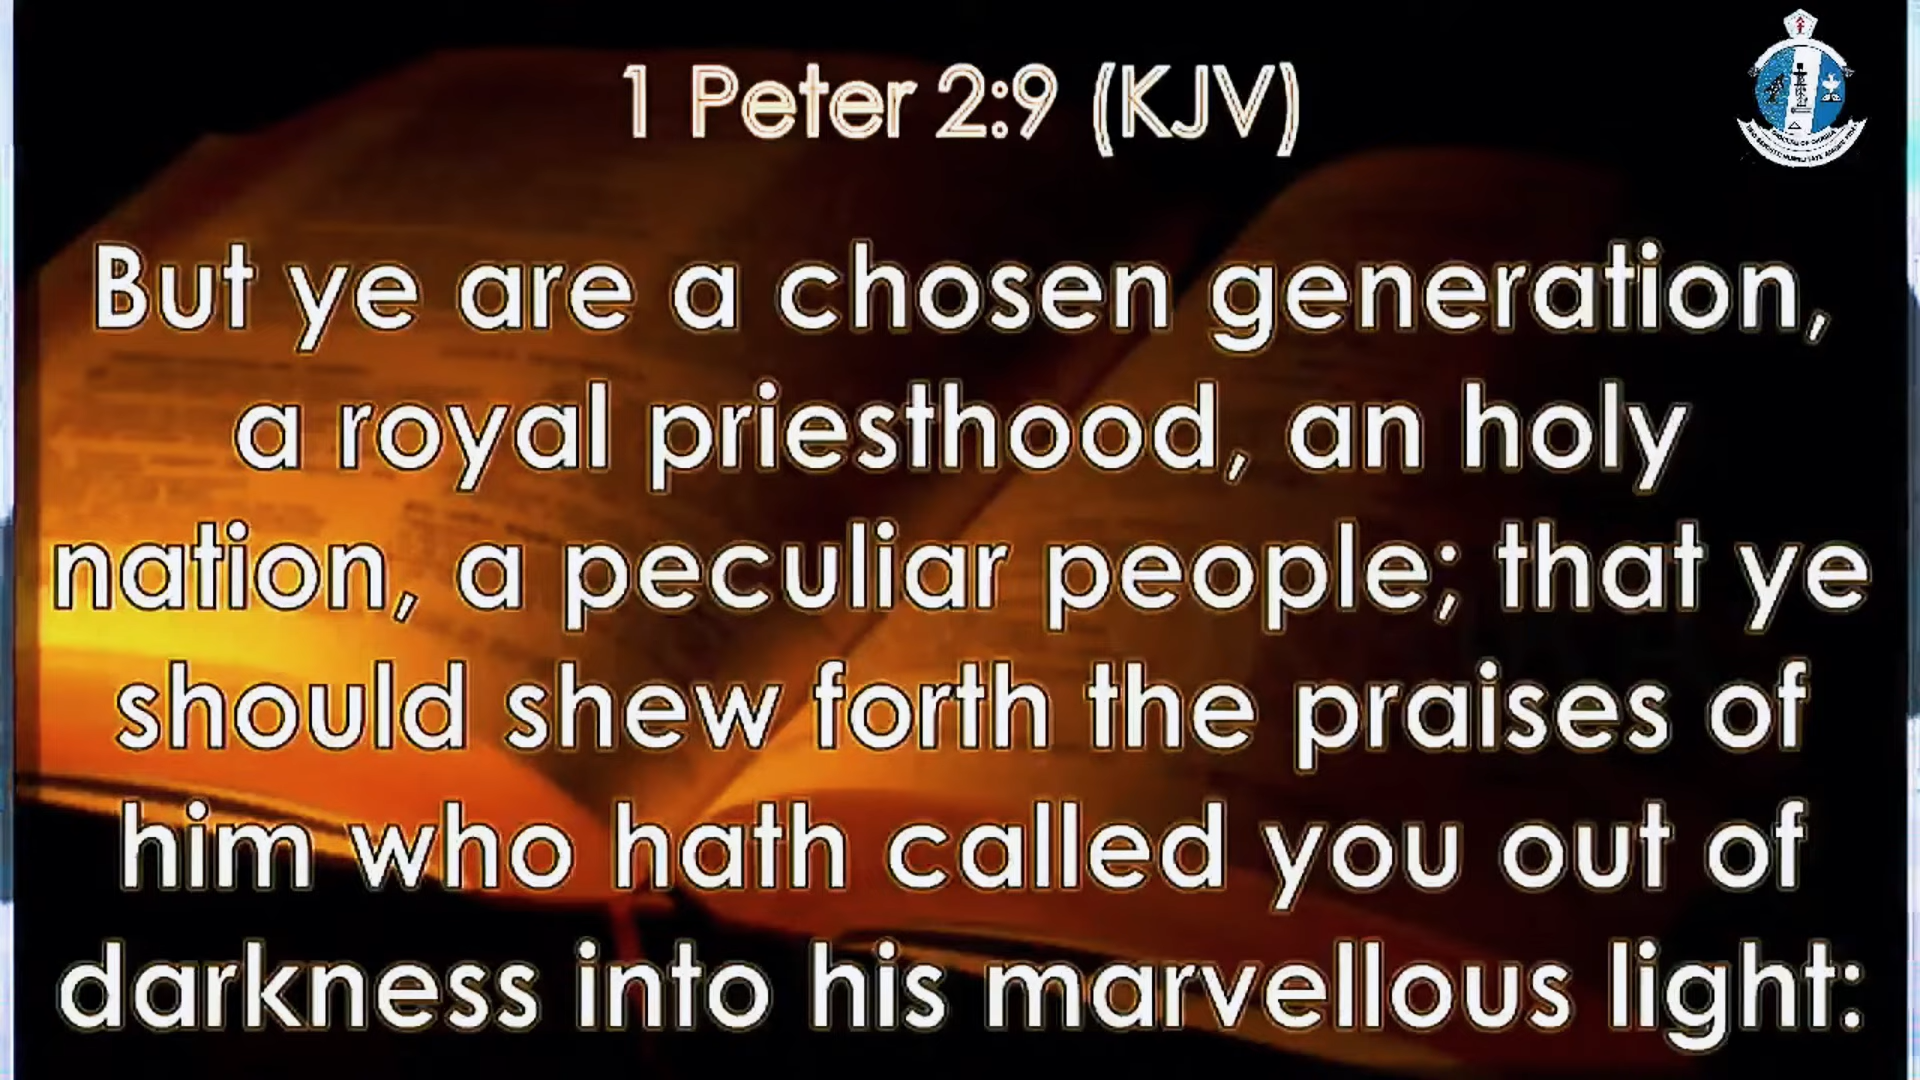 1 Peter 2:9 (KJV)
But ye are a chosen generation,
a royal priesthood, an holy
nation, a peculiar people; that ye
should shew forth the praises of
him who hath called you out of
darkness into his marvellous light: